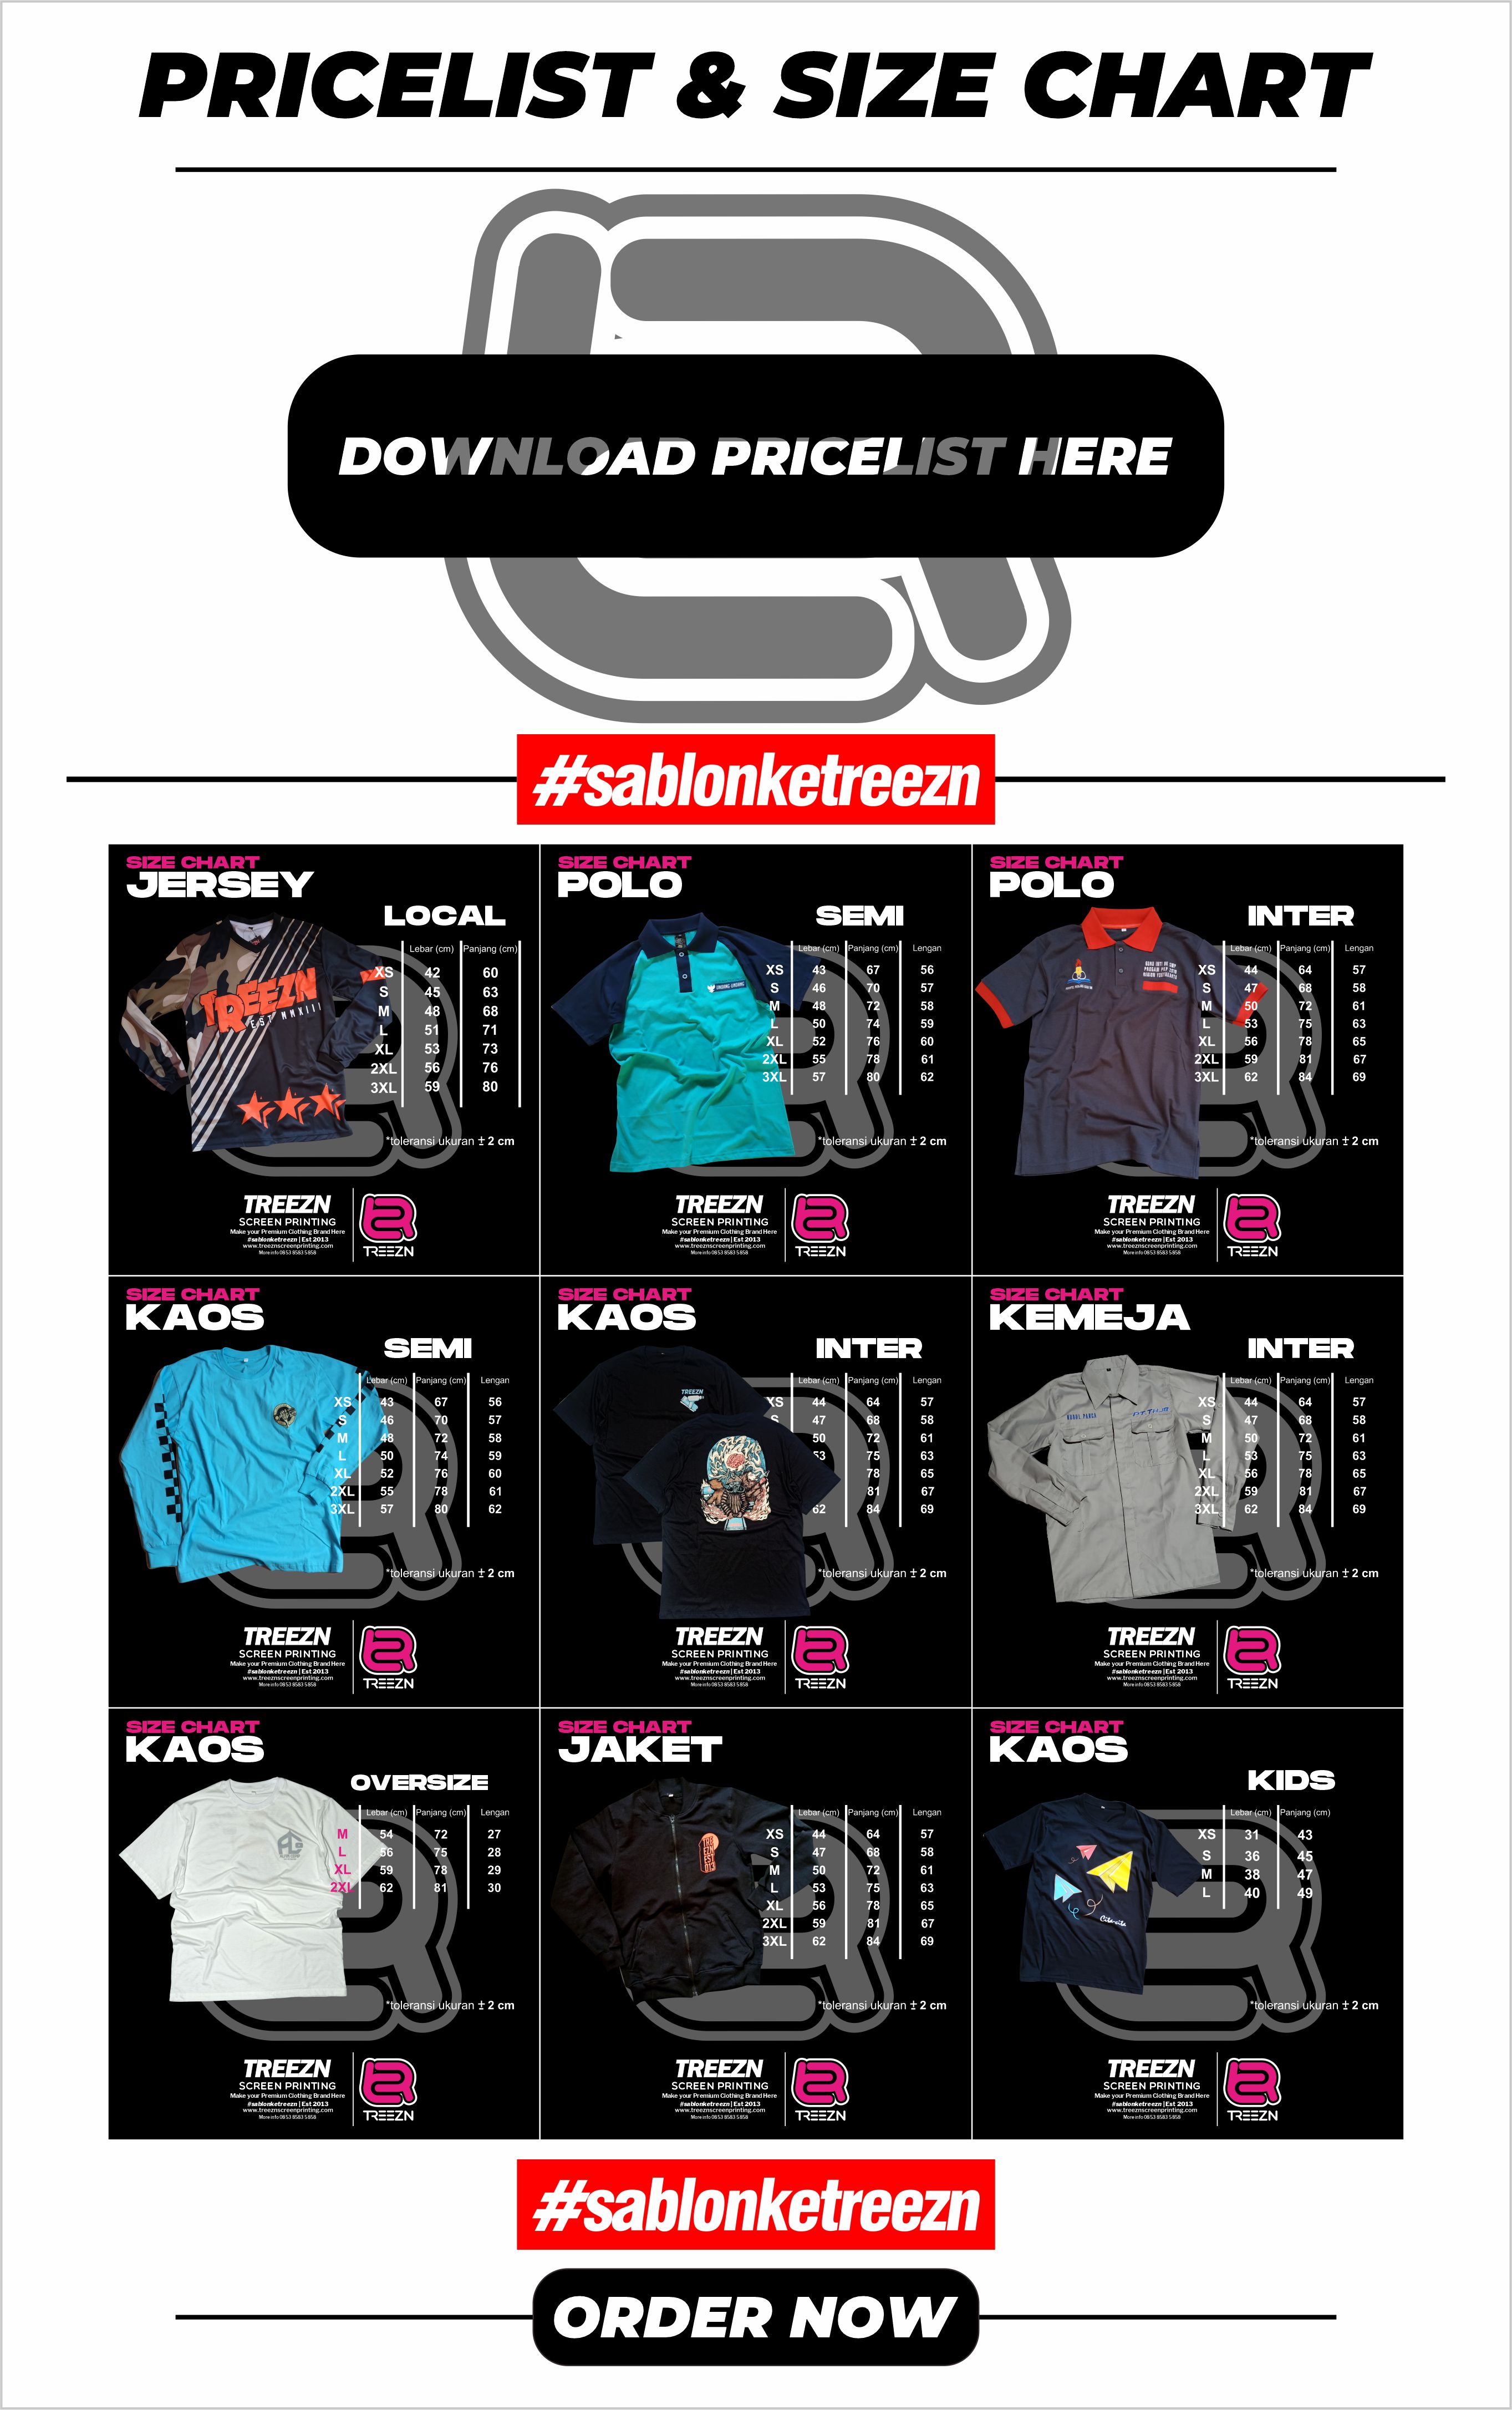 PRICELIST & SIZE CHART
DOWNLOAD PRICELIST HERE
#sablonketreezn
SIZE CHART
JERSEY
LOCAL
Lebar (cm) Panjang (cm)
XS 42 60
S 45 63
M 48 68
L 51 71
XL 53 73
2XL 56 76
3XL 59 80
TREEZN
EST MMXIII
*toleransi ukuran ± 2 cm
TREEZN
SCREEN PRINTING
Make your Premium Clothing Brand Here
#sablonketreezn | Est 2013
www.treeznscreenprinting.com
More info 0853 8583 5858
TREEZN
SIZE CHART
POLO
SEMI
Lebar (cm) Panjang (cm) Lengan
XS 43 67 56
S 46 70 57
M 48 72 58
L 50 74 59
XL 52 76 60
2XL 55 78 61
3XL 57 80 62
*toleransi ukuran ± 2 cm
TREEZN
SCREEN PRINTING
Make your Premium Clothing Brand Here
#sablonketreezn | Est 2013
www.treeznscreenprinting.com
More info 0853 8583 5858
TREEZN
SIZE CHART
POLO
INTER
Lebar (cm) Panjang (cm) Lengan
XS 44 64 57
S 47 68 58
M 50 72 61
L 53 75 63
XL 56 78 65
2XL 59 81 67
3XL 62 84 69
*toleransi ukuran ± 2 cm
TREEZN
SCREEN PRINTING
Make your Premium Clothing Brand Here
#sablonketreezn | Est 2013
www.treeznscreenprinting.com
More info 0853 8583 5858
TREEZN
SIZE CHART
KAOS
SEMI
Lebar (cm) Panjang (cm) Lengan
XS 43 67 56
S 46 70 57
M 48 72 58
L 50 74 59
XL 52 76 60
2XL 55 78 61
3XL 57 80 62
*toleransi ukuran ± 2 cm
TREEZN
SCREEN PRINTING
Make your Premium Clothing Brand Here
#sablonketreezn | Est 2013
www.treeznscreenprinting.com
More info 0853 8583 5858
TREEZN
SIZE CHART
KAOS
INTER
Lebar (cm) Panjang (cm) Lengan
TREEZN
XS 44 64 57
S 47 68 58
50 72 61
53 75 63
78 65
81 67
62 84 69
*toleransi ukuran ± 2 cm
TREEZN
SCREEN PRINTING
Make your Premium Clothing Brand Here
#sablonketreezn | Est 2013
www.treeznscreenprinting.com
More info 0853 8583 5858
TREEZN
SIZE CHART
KEMEJA
INTER
Lebar (cm) Panjang (cm) Lengan
XS 44 64 57
S 47 68 58
M 50 72 61
L 53 75 63
XL 56 78 65
2XL 59 81 67
3XL 62 84 69
*toleransi ukuran ± 2 cm
TREEZN
SCREEN PRINTING
Make your Premium Clothing Brand Here
#sablonketreezn | Est 2013
www.treeznscreenprinting.com
More info 0853 8583 5858
TREEZN
SIZE CHART
KAOS
OVERSIZE
Lebar (cm) Panjang (cm) Lengan
M 54 72 27
L 56 75 28
XL 59 78 29
2XL 62 81 30
*toleransi ukuran ± 2 cm
TREEZN
SCREEN PRINTING
Make your Premium Clothing Brand Here
#sablonketreezn | Est 2013
www.treeznscreenprinting.com
More info 0853 8583 5858
TREEZN
SIZE CHART
JAKET
Lebar (cm) Panjang (cm) Lengan
XS 44 64 57
S 47 68 58
M 50 72 61
L 53 75 63
XL 56 78 65
2XL 59 81 67
3XL 62 84 69
*toleransi ukuran ± 2 cm
TREEZN
SCREEN PRINTING
Make your Premium Clothing Brand Here
#sablonketreezn | Est 2013
www.treeznscreenprinting.com
More info 0853 8583 5858
TREEZN
SIZE CHART
KAOS
KIDS
Lebar (cm) Panjang (cm)
XS 31 43
S 36 45
M 38 47
L 40 49
*toleransi ukuran ± 2 cm
TREEZN
SCREEN PRINTING
Make your Premium Clothing Brand Here
#sablonketreezn | Est 2013
www.treeznscreenprinting.com
More info 0853 8583 5858
TREEZN
#sablonketreezn
ORDER NOW